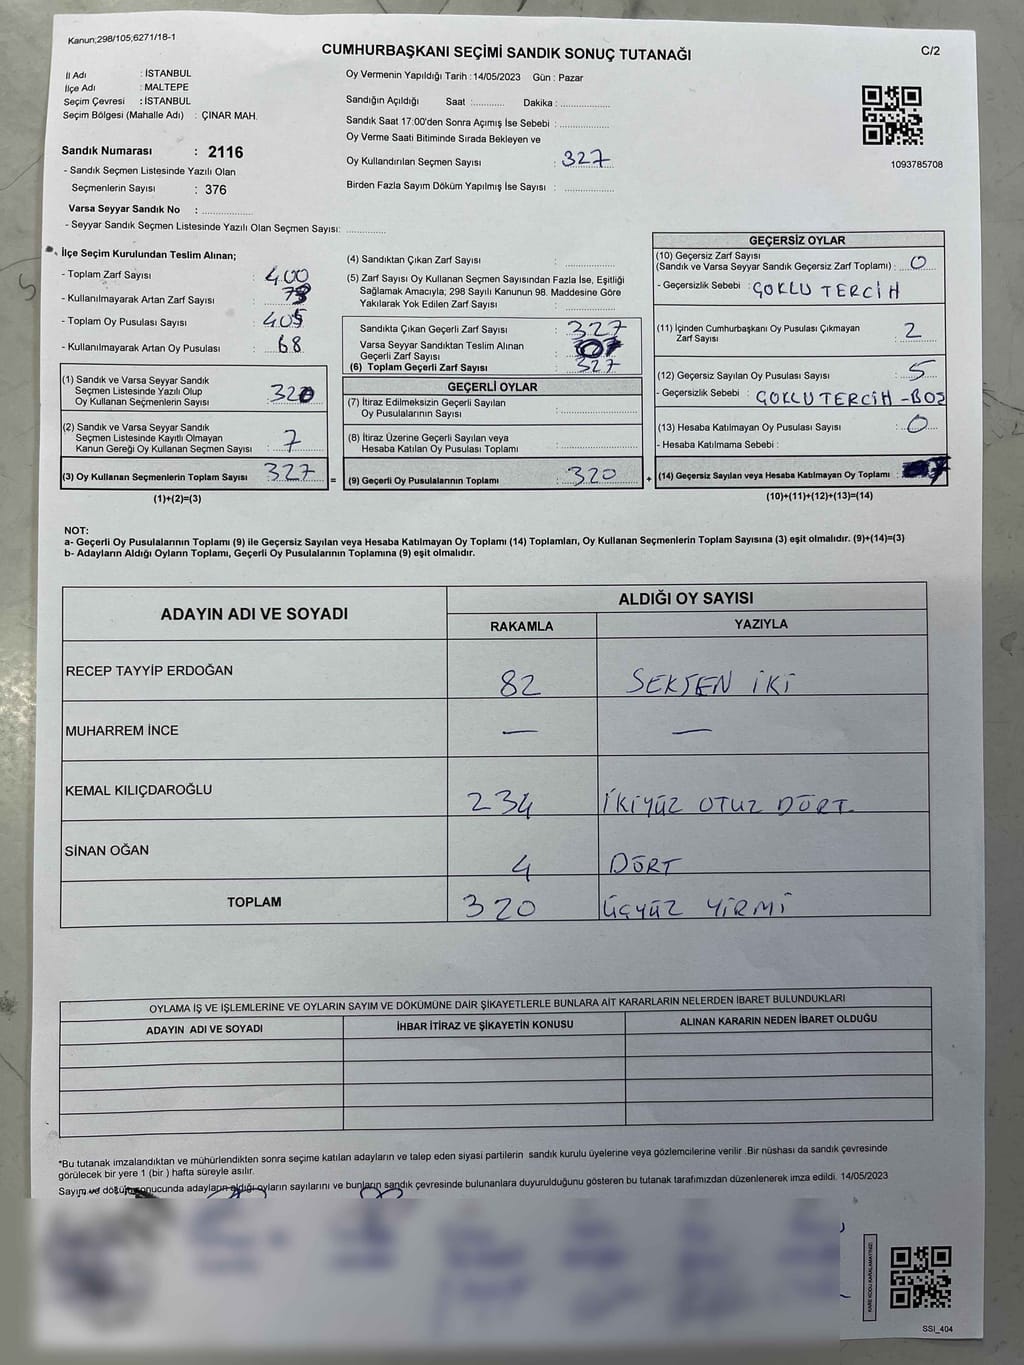 Kanun;298/105;6271/18-1
CUMHURBAŞKANI SEÇİMİ SANDIK SONUÇ TUTANAĞI
C/2
İl Adı : İSTANBUL
İlçe Adı : MALTEPE
Seçim Çevresi : İSTANBUL
Seçim Bölgesi (Mahalle Adı) : ÇINAR MAH.
Sandık Numarası : 2116
- Sandık Seçmen Listesinde Yazılı Olan
Seçmenlerin Sayısı : 376
Varsa Seyyar Sandık No : ................
- Seyyar Sandık Seçmen Listesinde Yazılı Olan Seçmen Sayısı: ............
Oy Vermenin Yapıldığı Tarih :14/05/2023 Gün : Pazar
Sandığın Açıldığı Saat :........... Dakika : ................
Sandık Saat 17:00'den Sonra Açımış İse Sebebi : ................
Oy Verme Saati Bitiminde Sırada Bekleyen ve
Oy Kullandırılan Seçmen Sayısı : 327
Birden Fazla Sayım Döküm Yapılmış İse Sayısı : ................
1093785708
İlçe Seçim Kurulundan Teslim Alınan;
- Toplam Zarf Sayısı : 400
- Kullanılmayarak Artan Zarf Sayısı : 73
- Toplam Oy Pusulası Sayısı : 405
- Kullanılmayarak Artan Oy Pusulası : 68
(1) Sandık ve Varsa Seyyar Sandık
Seçmen Listesinde Yazılı Olup
Oy Kullanan Seçmenlerin Sayısı : 320
(2) Sandık ve Varsa Seyyar Sandık
Seçmen Listesinde Kayıtlı Olmayan
Kanun Gereği Oy Kullanan Seçmen Sayısı : 7
(3) Oy Kullanan Seçmenlerin Toplam Sayısı : 327
(1)+(2)=(3)
=
(4) Sandıktan Çıkan Zarf Sayısı : ................
(5) Zarf Sayısı Oy Kullanan Seçmen Sayısından Fazla İse, Eşitliği
Sağlamak Amacıyla, 298 Sayılı Kanunun 98. Maddesine Göre
Yakılarak Yok Edilen Zarf Sayısı : ................
Sandıkta Çıkan Geçerli Zarf Sayısı : 327
Varsa Seyyar Sandıktan Teslim Alınan
Geçerli Zarf Sayısı :
(6) Toplam Geçerli Zarf Sayısı : 327
GEÇERLİ OYLAR
(7) İtiraz Edilmeksizin Geçerli Sayılan
Oy Pusulalarının Sayısı : ................
(8) İtiraz Üzerine Geçerli Sayılan veya
Hesaba Katılan Oy Pusulası Toplamı : ................
(9) Geçerli Oy Pusulalarının Toplamı : 320
+
GEÇERSİZ OYLAR
(10) Geçersiz Zarf Sayısı
(Sandık ve Varsa Seyyar Sandık Geçersiz Zarf Toplamı) : 0
- Geçersizlik Sebebi : ÇOKLU TERCİH
(11) İçinden Cumhurbaşkanı Oy Pusulası Çıkmayan
Zarf Sayısı : 2
(12) Geçersiz Sayılan Oy Pusulası Sayısı : 5
- Geçersizlik Sebebi : ÇOKLU TERCİH - BOŞ
(13) Hesaba Katılmayan Oy Pusulası Sayısı : 0
- Hesaba Katılmama Sebebi :
(14) Geçersiz Sayılan veya Hesaba Katılmayan Oy Toplamı : 7
(10)+(11)+(12)+(13)=(14)
NOT:
a- Geçerli Oy Pusulalarının Toplamı (9) ile Geçersiz Sayılan veya Hesaba Katılmayan Oy Toplamı (14) Toplamları, Oy Kullanan Seçmenlerin Toplam Sayısına (3) eşit olmalıdır. (9)+(14)=(3)
b- Adayların Aldığı Oyların Toplamı, Geçerli Oy Pusulalarının Toplamına (9) eşit olmalıdır.
ADAYIN ADI VE SOYADI
ALDIĞI OY SAYISI
RAKAMLA YAZIYLA
RECEP TAYYİP ERDOĞAN 82 SEKSEN İKİ
MUHARREM İNCE — —
KEMAL KILIÇDAROĞLU 234 İKİYÜZ OTUZ DÖRT
SİNAN OĞAN 4 DÖRT
TOPLAM 320 ÜÇYÜZ YİRMİ
OYLAMA İŞ VE İŞLEMLERİNE VE OYLARIN SAYIM VE DÖKÜMÜNE DAİR ŞİKAYETLERLE BUNLARA AİT KARARLARIN NELERDEN İBARET BULUNDUKLARI
ADAYIN ADI VE SOYADI İHBAR İTİRAZ VE ŞİKAYETİN KONUSU ALINAN KARARIN NEDEN İBARET OLDUĞU
*Bu tutanak imzalandıktan ve mühürlendikten sonra seçime katılan adayların ve talep eden siyasi partilerin sandık kurulu üyelerine veya gözlemcilerine verilir .Bir nüshası da sandık çevresinde
görülecek bir yere 1 (bir ) hafta süreyle asılır.
Sayım ve döküm sonucunda adayların aldığı oyların sayılarını ve bunların sandık çevresinde bulunanlara duyurulduğunu gösteren bu tutanak tarafımızdan düzenlenerek imza edildi. 14/05/2023
SSI_404